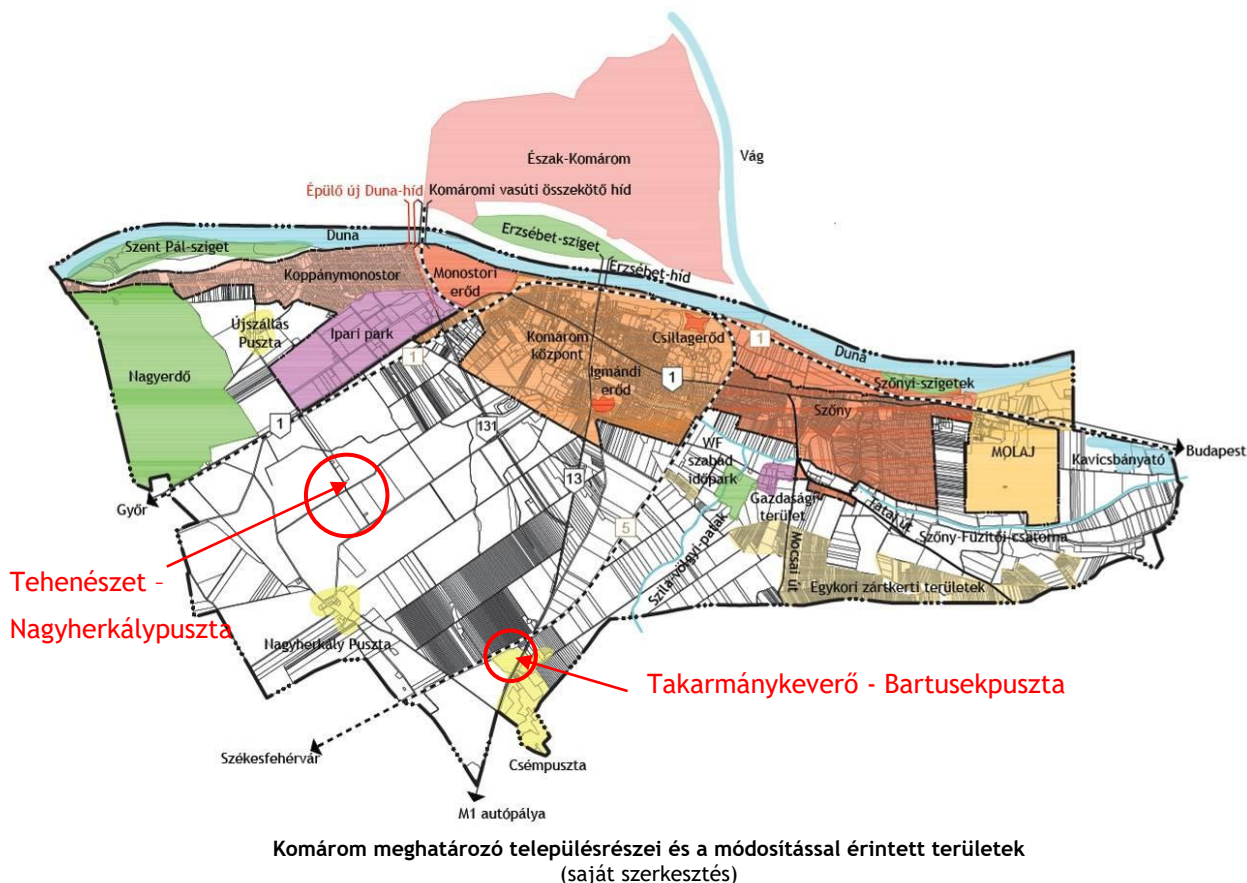 Vág
Észak-Komárom
Épülő új Duna-híd
Komáromi vasúti összekötő híd
Erzsébet-sziget
Duna
Szent Pál-sziget
Erzsébet-híd
Koppánymonostor
Monostori
erőd
Újszállás
Puszta
Ipari park
Komárom
központ
Csillagerőd
1
1
Duna
Nagyerdő
Igmándi
erőd
1
Szőnyi-szigetek
Szőny
1
131
WF
szabad
időpark
MOLAJ
Kavicsbányató
Budapest
13
Győr
Gazdasági
terület
5
Tatai út
Szőny-Füzitői-csatorna
Szila-völgyi-patak
Mocsai út
Egykori zártkerti területek
Tehenészet -
Nagyherkálypuszta
Nagyherkály Puszta
Takarmánykeverő - Bartusekpuszta
Székesfehérvár
Csémpuszta
M1 autópálya
Komárom meghatározó településrészei és a módosítással érintett területek
(saját szerkesztés)